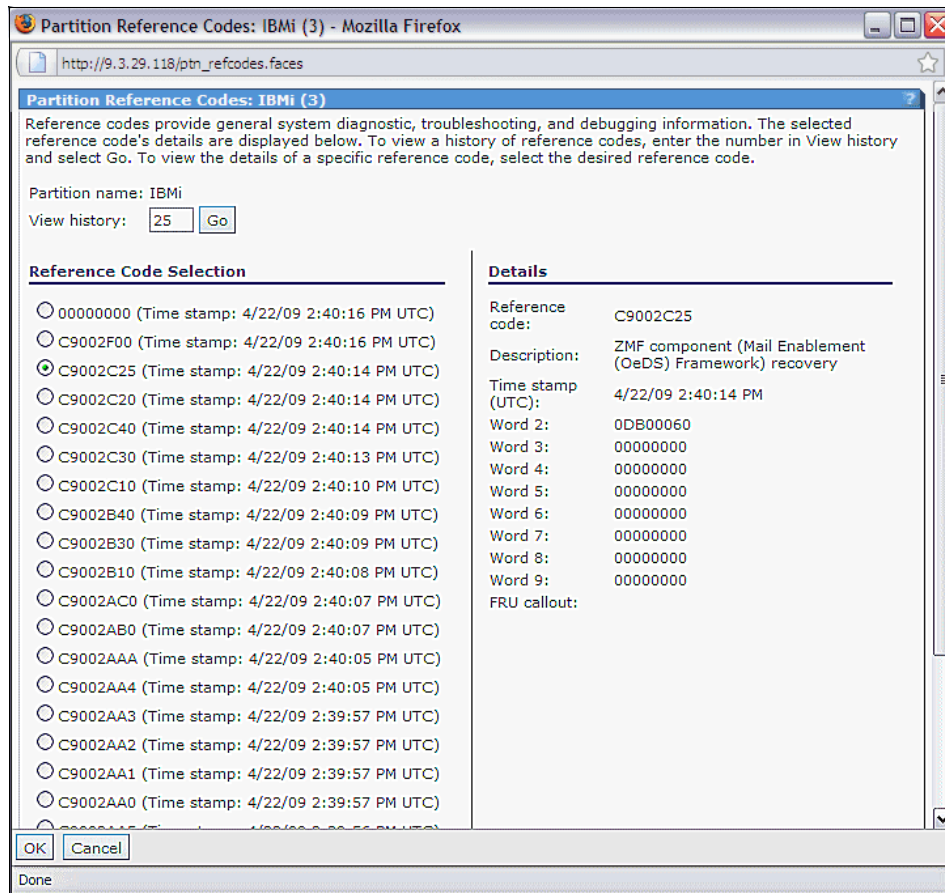 Partition Reference Codes: IBMi (3) - Mozilla Firefox
http://9.3.29.118/ptn_refcodes.faces
Partition Reference Codes: IBMi (3)
?
Reference codes provide general system diagnostic, troubleshooting, and debugging information. The selected
reference code's details are displayed below. To view a history of reference codes, enter the number in View history
and select Go. To view the details of a specific reference code, select the desired reference code.
Partition name: IBMi
View history: 25 Go
Reference Code Selection
00000000 (Time stamp: 4/22/09 2:40:16 PM UTC)
C9002F00 (Time stamp: 4/22/09 2:40:16 PM UTC)
C9002C25 (Time stamp: 4/22/09 2:40:14 PM UTC)
C9002C20 (Time stamp: 4/22/09 2:40:14 PM UTC)
C9002C40 (Time stamp: 4/22/09 2:40:14 PM UTC)
C9002C30 (Time stamp: 4/22/09 2:40:13 PM UTC)
C9002C10 (Time stamp: 4/22/09 2:40:10 PM UTC)
C9002B40 (Time stamp: 4/22/09 2:40:09 PM UTC)
C9002B30 (Time stamp: 4/22/09 2:40:09 PM UTC)
C9002B10 (Time stamp: 4/22/09 2:40:08 PM UTC)
C9002AC0 (Time stamp: 4/22/09 2:40:07 PM UTC)
C9002AB0 (Time stamp: 4/22/09 2:40:07 PM UTC)
C9002AAA (Time stamp: 4/22/09 2:40:05 PM UTC)
C9002AA4 (Time stamp: 4/22/09 2:40:05 PM UTC)
C9002AA3 (Time stamp: 4/22/09 2:39:57 PM UTC)
C9002AA2 (Time stamp: 4/22/09 2:39:57 PM UTC)
C9002AA1 (Time stamp: 4/22/09 2:39:57 PM UTC)
C9002AA0 (Time stamp: 4/22/09 2:39:57 PM UTC)
Details
Reference
code: C9002C25
Description: ZMF component (Mail Enablement
(OeDS) Framework) recovery
Time stamp
(UTC): 4/22/09 2:40:14 PM
Word 2: 0DB00060
Word 3: 00000000
Word 4: 00000000
Word 5: 00000000
Word 6: 00000000
Word 7: 00000000
Word 8: 00000000
Word 9: 00000000
FRU callout:
OK Cancel
Done